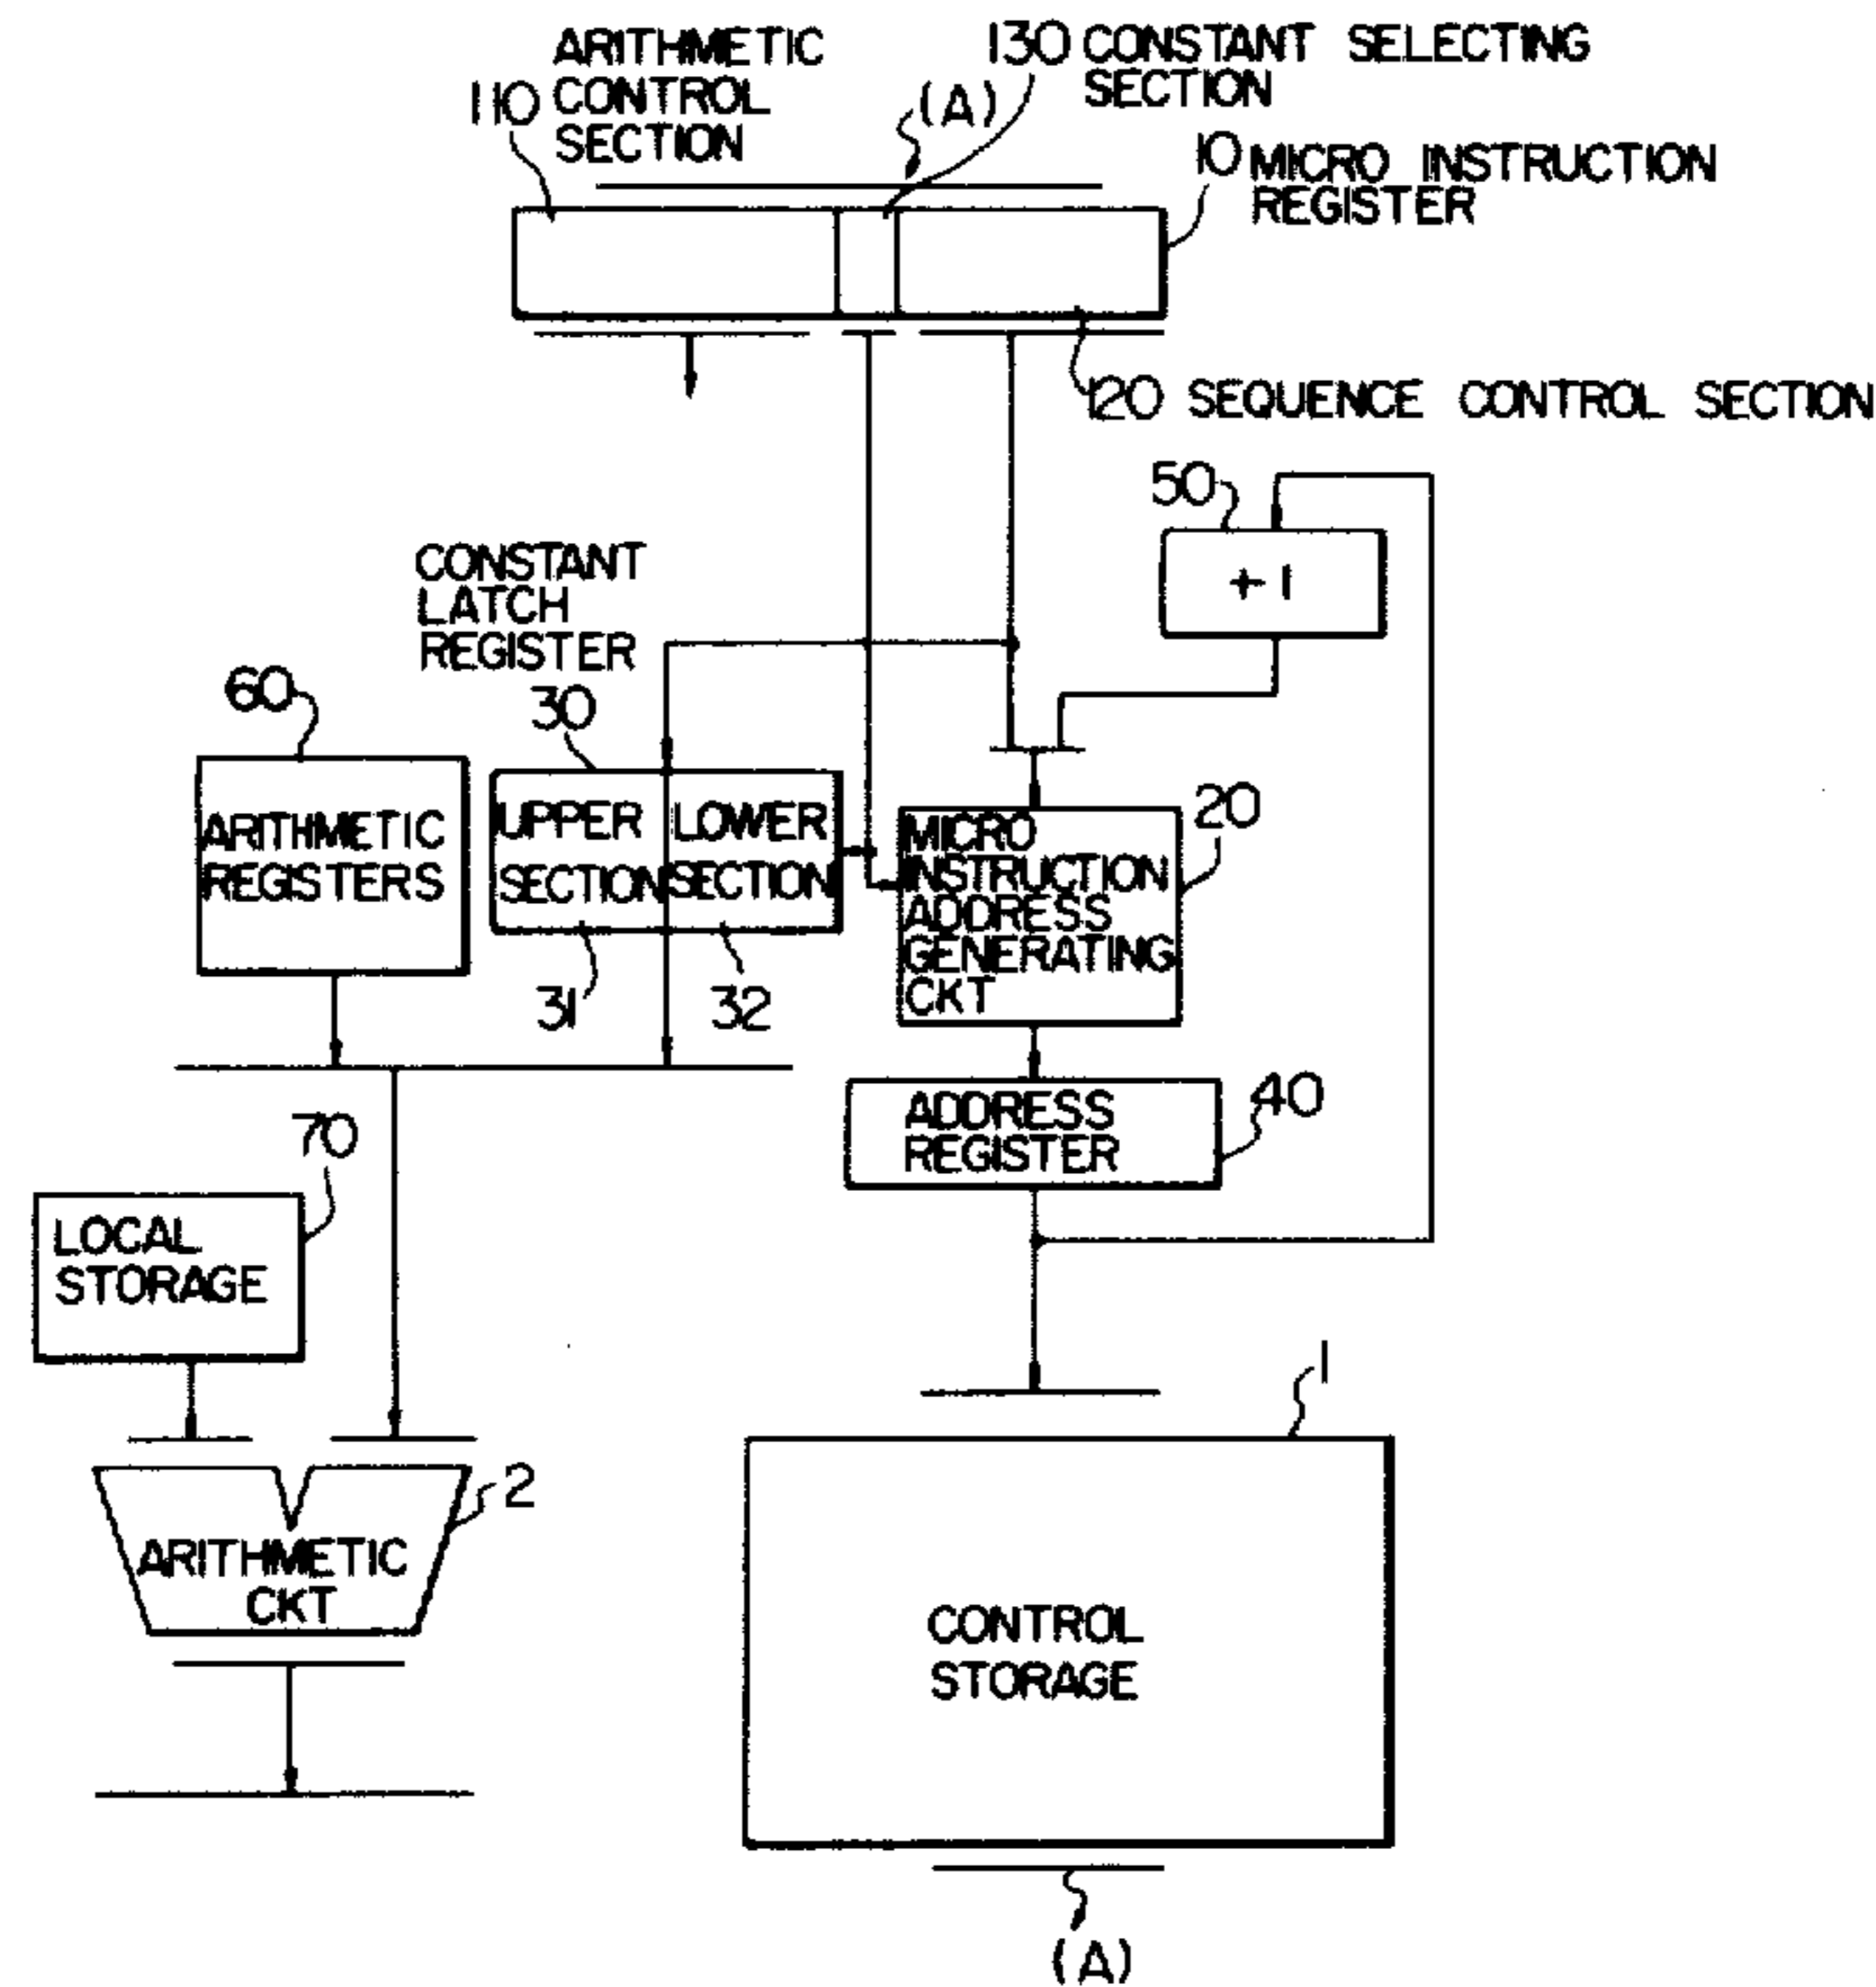 ARITHMETIC
CONTROL
SECTION
110
(A)
130 CONSTANT SELECTING
SECTION
10 MICRO INSTRUCTION
REGISTER
120 SEQUENCE CONTROL SECTION
50
+1
CONSTANT
LATCH
REGISTER
30
60
ARITHMETIC
REGISTERS
UPPER
SECTION
LOWER
SECTION
31
32
20
MICRO
INSTRUCTION
ADDRESS
GENERATING
CKT
40
ADDRESS
REGISTER
70
LOCAL
STORAGE
2
ARITHMETIC
CKT
1
CONTROL
STORAGE
(A)